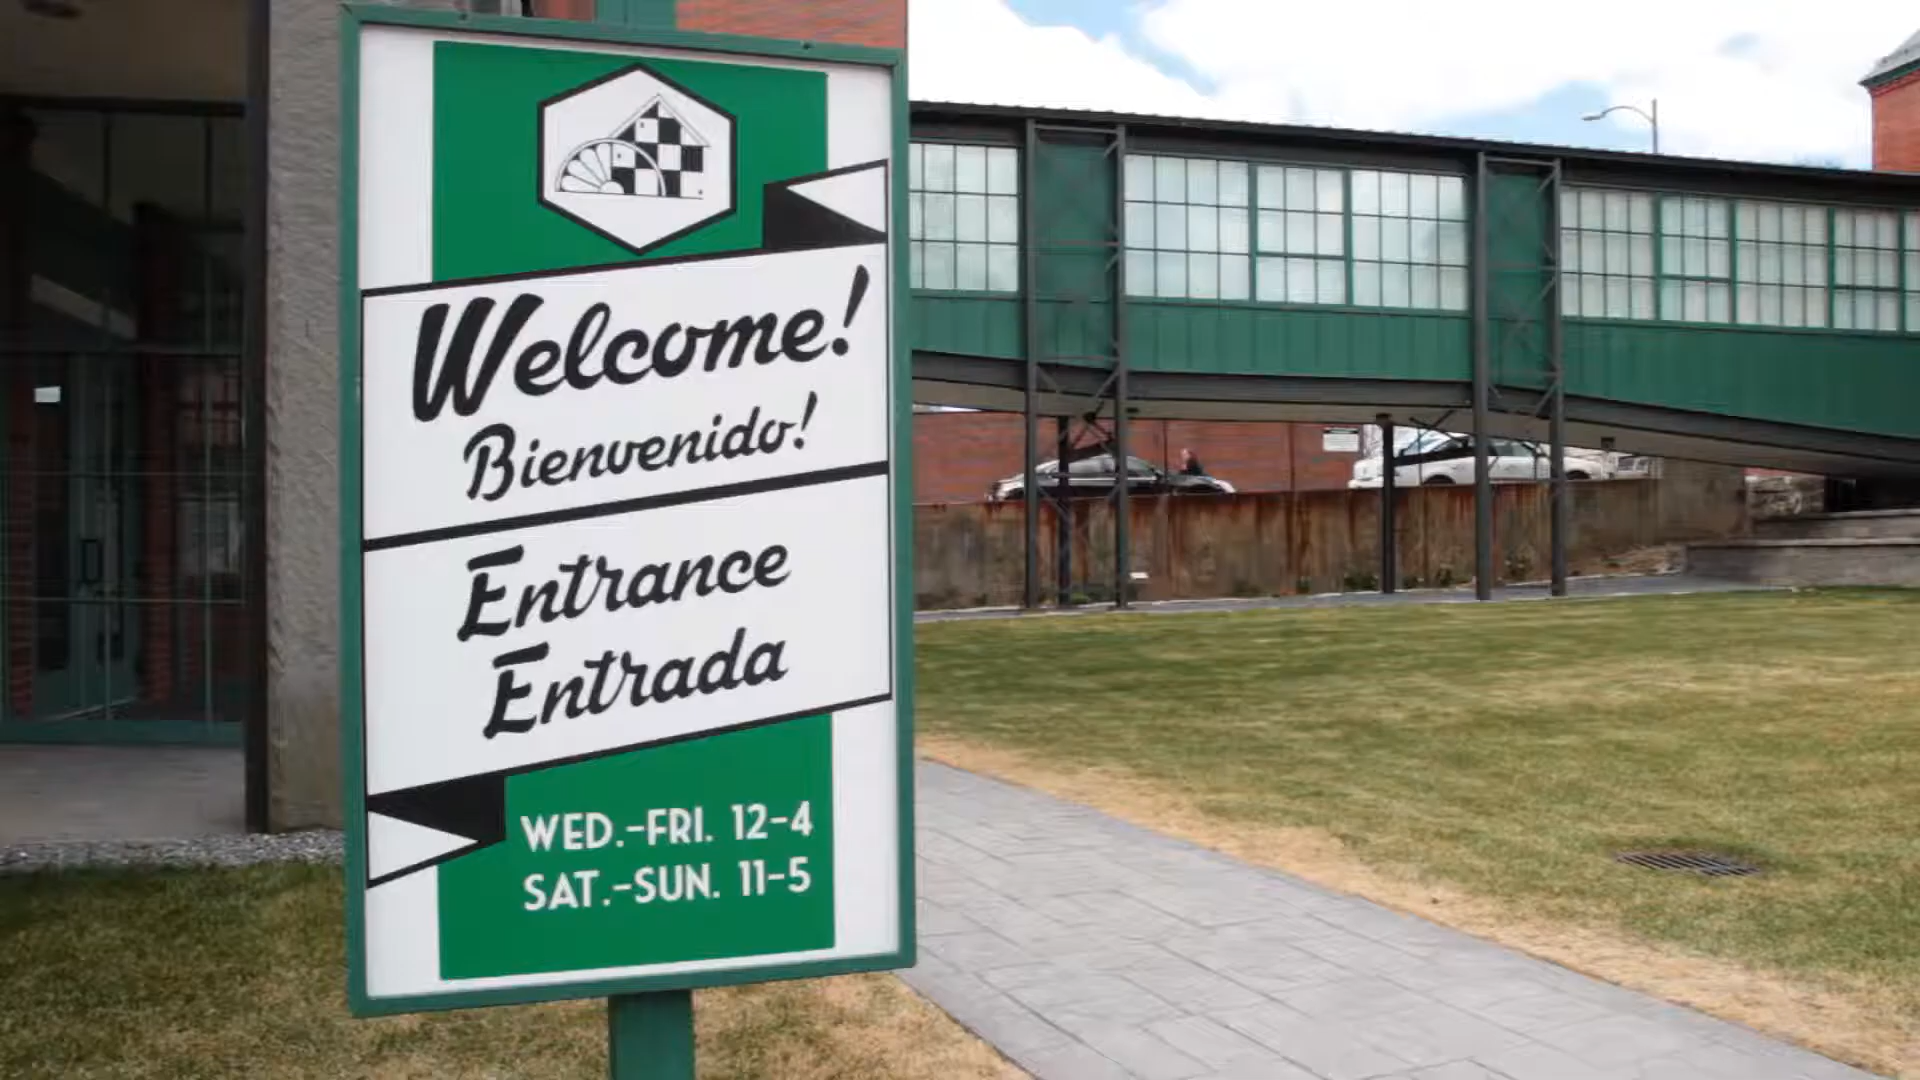 Welcome!
Bienvenido!
Entrance
Entrada
WED.-FRI. 12-4
SAT.-SUN. 11-5